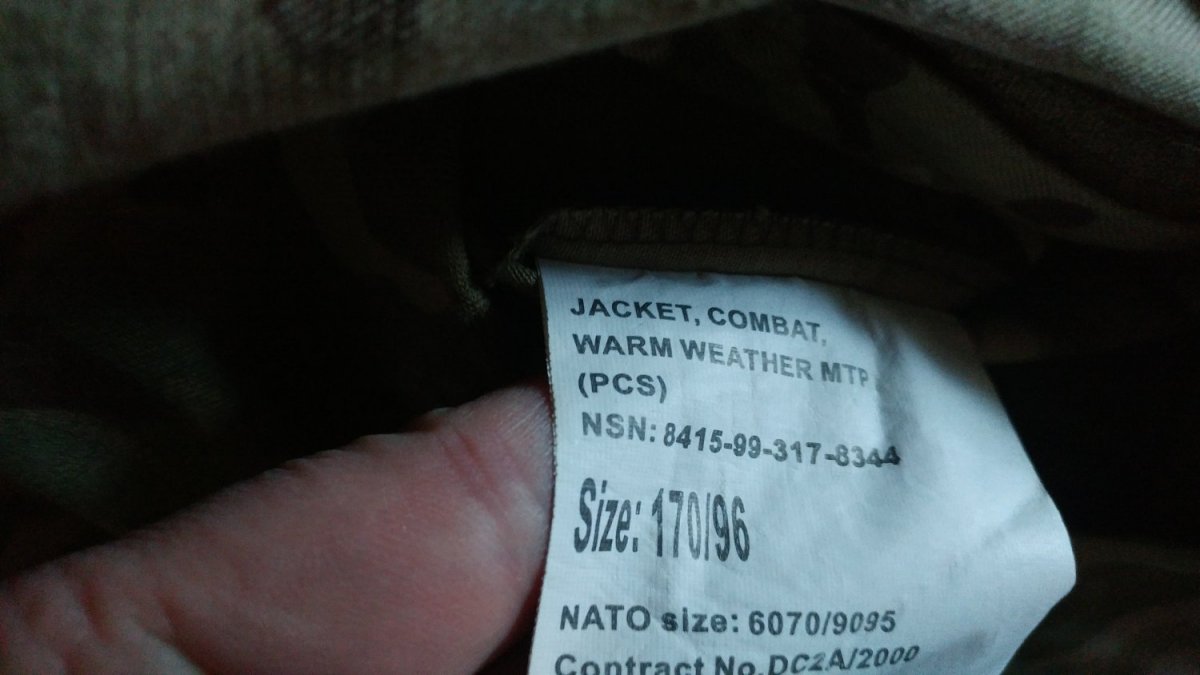 JACKET, COMBAT,
WARM WEATHER MTP
(PCS)
NSN: 8415-99-317-8344
Size: 170/96
NATO size: 6070/9095
Contract No.DC2A/2000